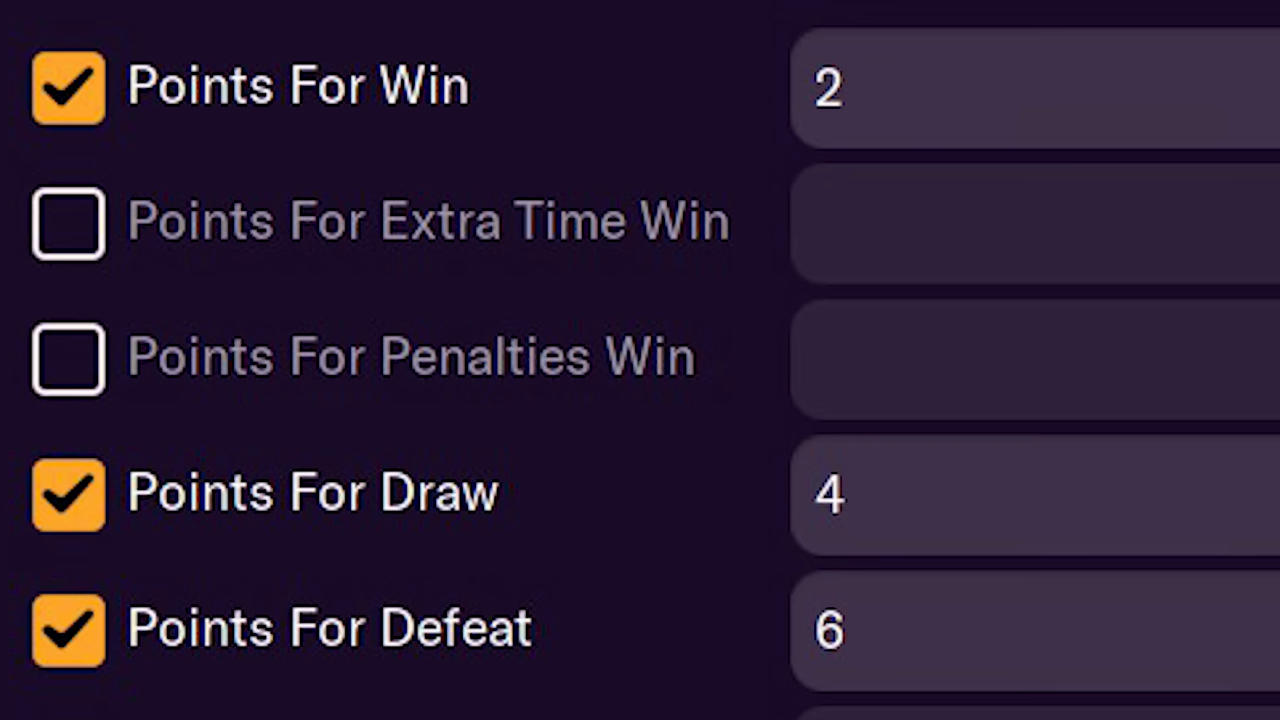 Points For Win 2
Points For Extra Time Win
Points For Penalties Win
Points For Draw 4
Points For Defeat 6